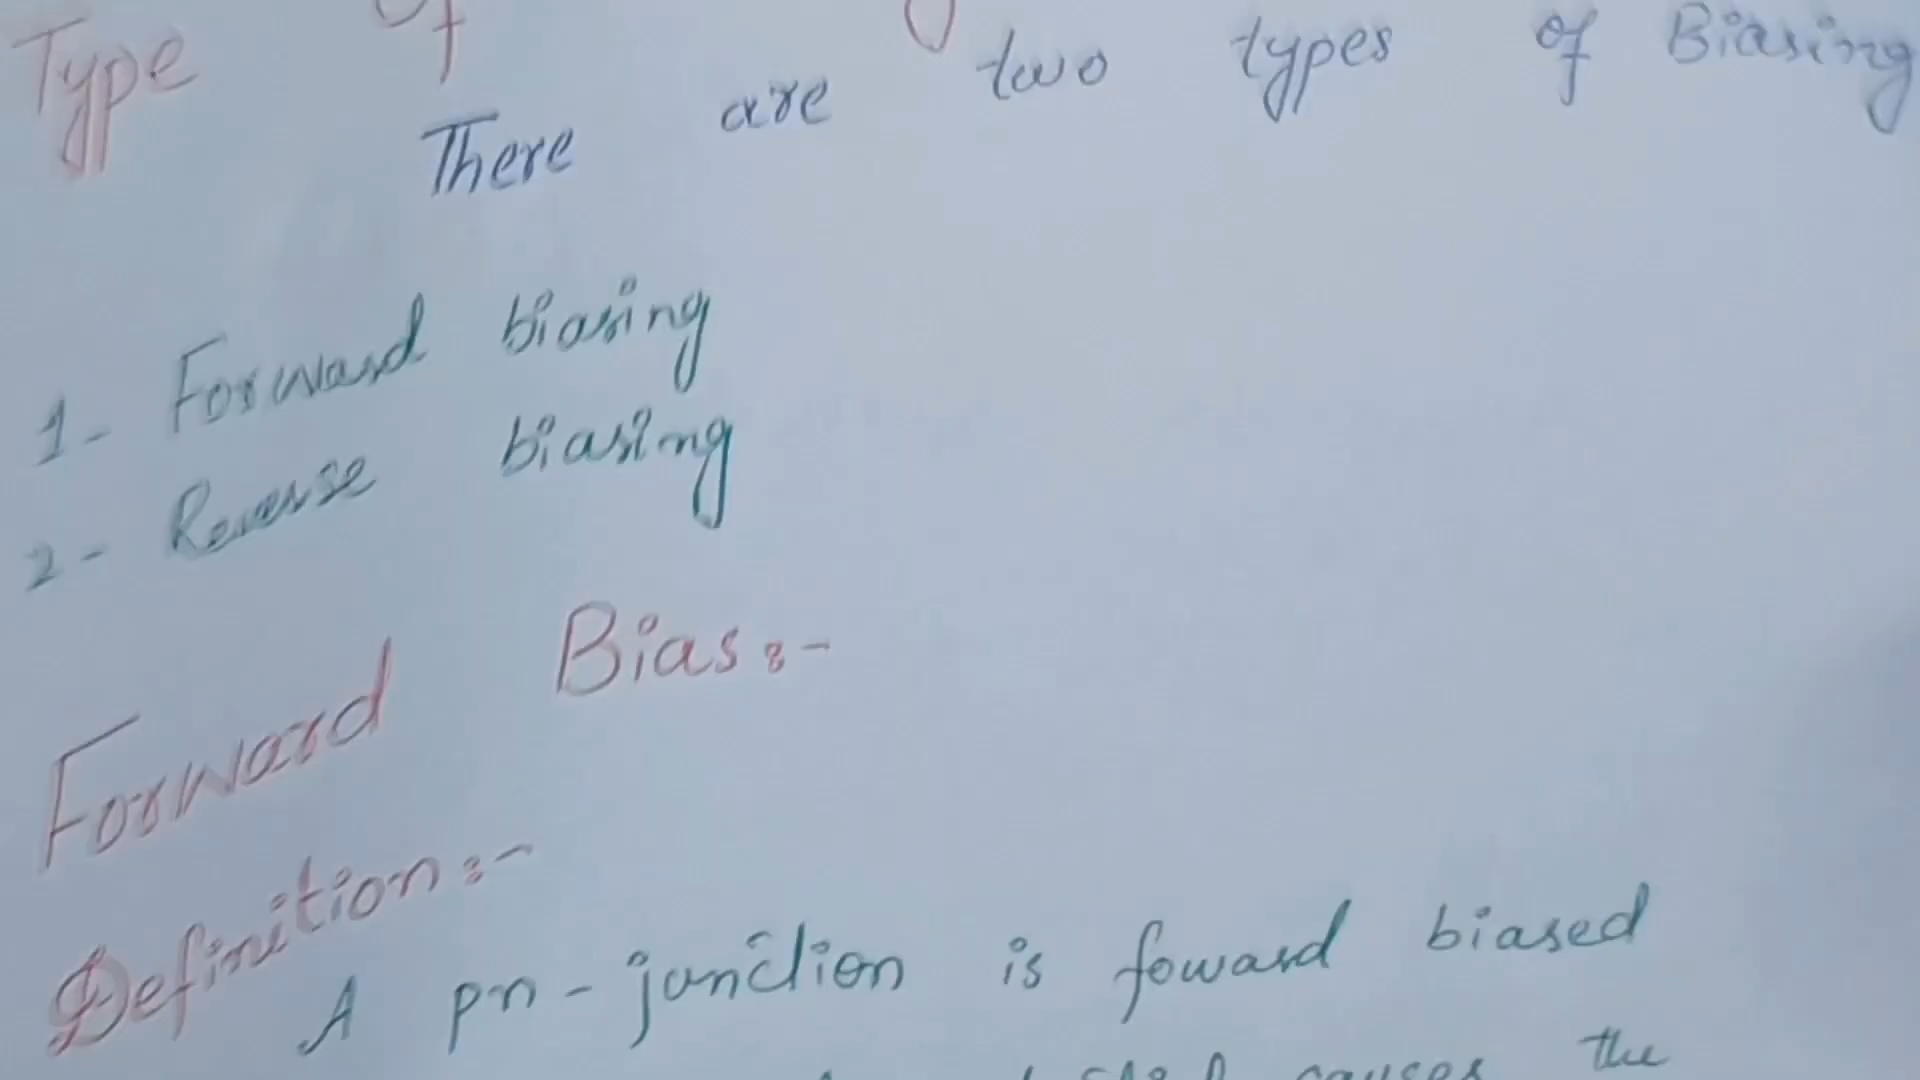 Type of
There are two types of Biasing
1- Forward biasing
2- Reverse biasing
Forward Bias:-
Definition:-
A pn-junction is foward biased
causes the